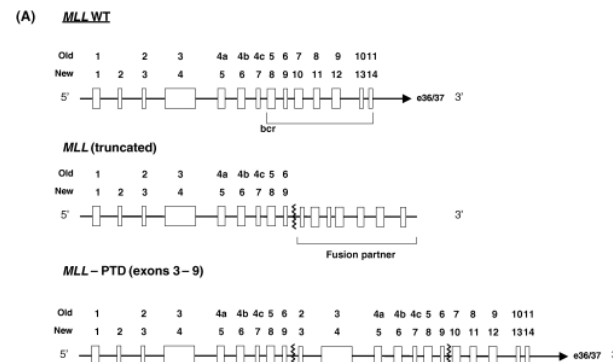 (A) MLL WT
Old 1 2 3 4a 4b 4c 5 6 7 8 9 10 11
New 1 2 3 4 5 6 7 8 9 10 11 12 13 14
5' e36/37 3'
bcr
MLL (truncated)
Old 1 2 3 4a 4b 4c 5 6
New 1 2 3 4 5 6 7 8 9
5' 3'
Fusion partner
MLL – PTD (exons 3 – 9)
Old 1 2 3 4a 4b 4c 5 6 2 3 4a 4b 4c 5 6 7 8 9 10 11
New 1 2 3 4 5 6 7 8 9 3 4 5 6 7 8 9 10 11 12 13 14
5' e36/37